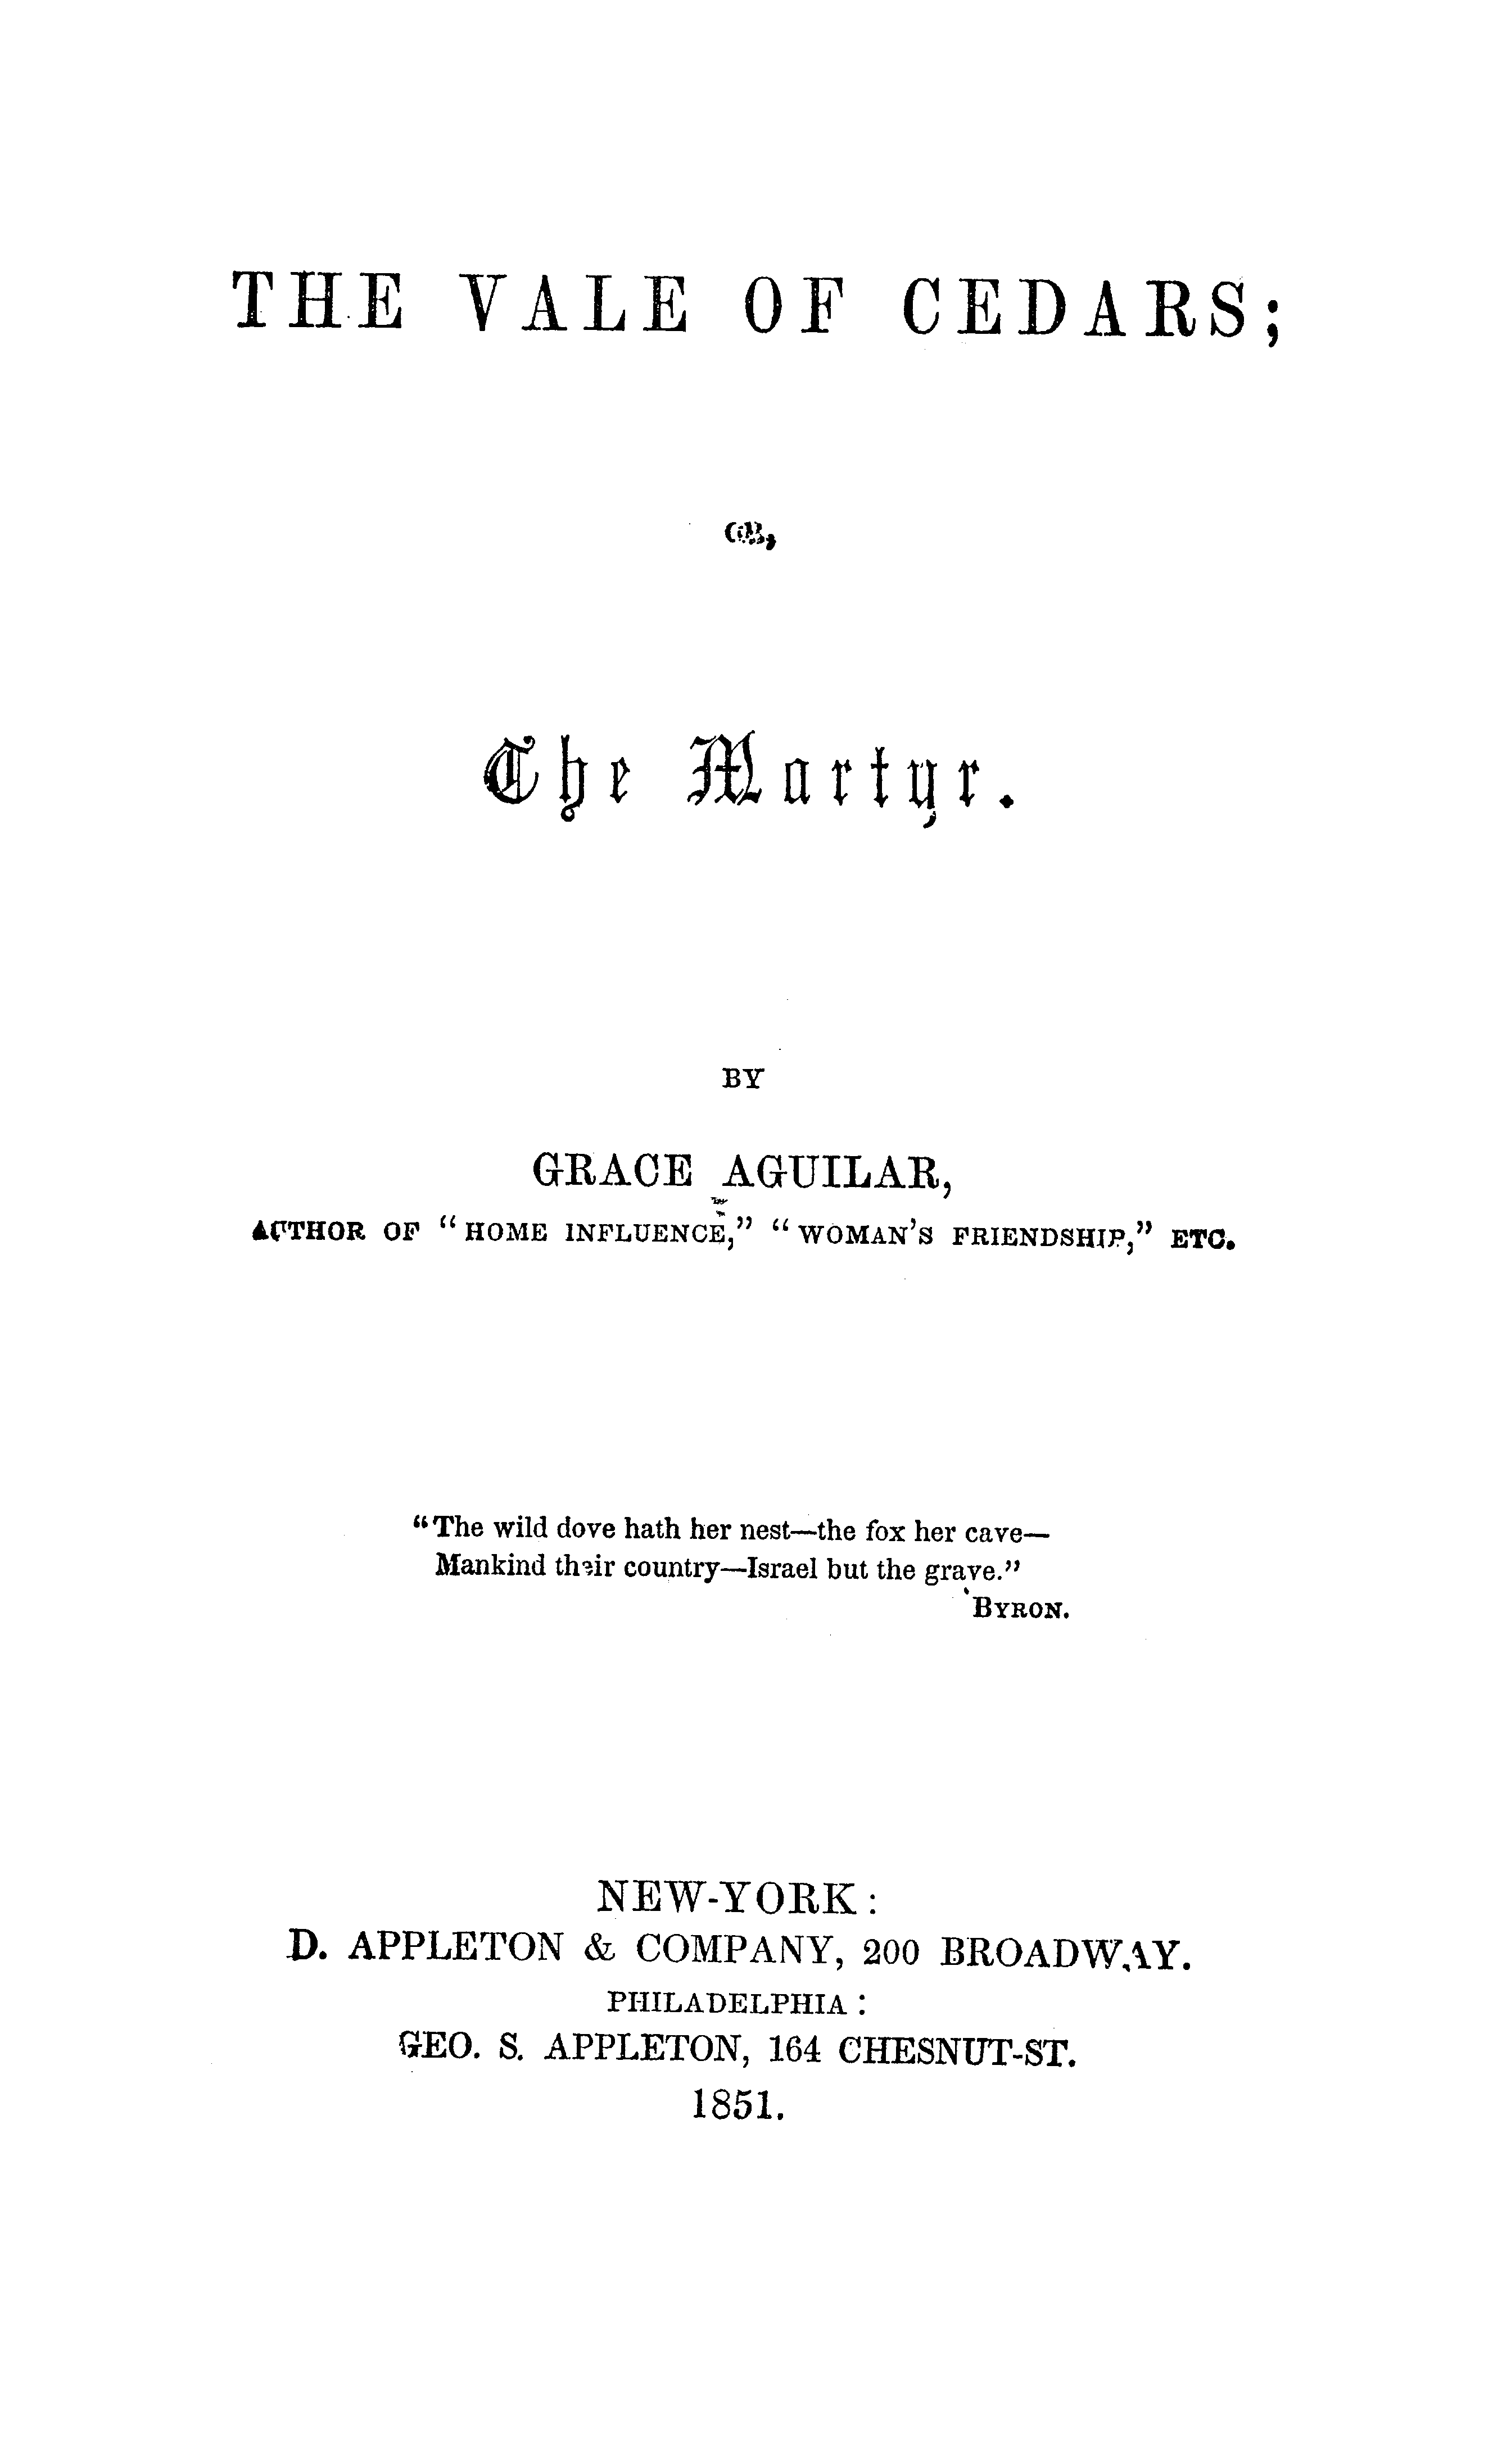 THE VALE OF CEDARS;
OR,
The Martyr.
BY
GRACE AGUILAR,
AUTHOR OF "HOME INFLUENCE," "WOMAN'S FRIENDSHIP," ETC.
"The wild dove hath her nest—the fox her cave—
Mankind their country—Israel but the grave."
BYRON.
NEW-YORK:
D. APPLETON & COMPANY, 200 BROADWAY.
PHILADELPHIA:
GEO. S. APPLETON, 164 CHESNUT-ST.
1851.